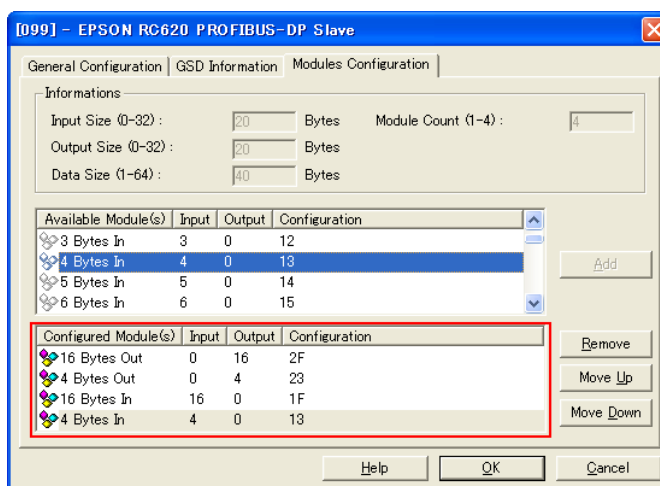 [099] - EPSON RC620 PROFIBUS-DP Slave
General Configuration GSD Information Modules Configuration
Informations
Input Size (0-32) : 20 Bytes Module Count (1-4) : 4
Output Size (0-32) : 20 Bytes
Data Size (1-64) : 40 Bytes
Available Module(s) Input Output Configuration
3 Bytes In 3 0 12
4 Bytes In 4 0 13
5 Bytes In 5 0 14
6 Bytes In 6 0 15
Add
Configured Module(s) Input Output Configuration
16 Bytes Out 0 16 2F
4 Bytes Out 0 4 23
16 Bytes In 16 0 1F
4 Bytes In 4 0 13
Remove
Move Up
Move Down
Help OK Cancel